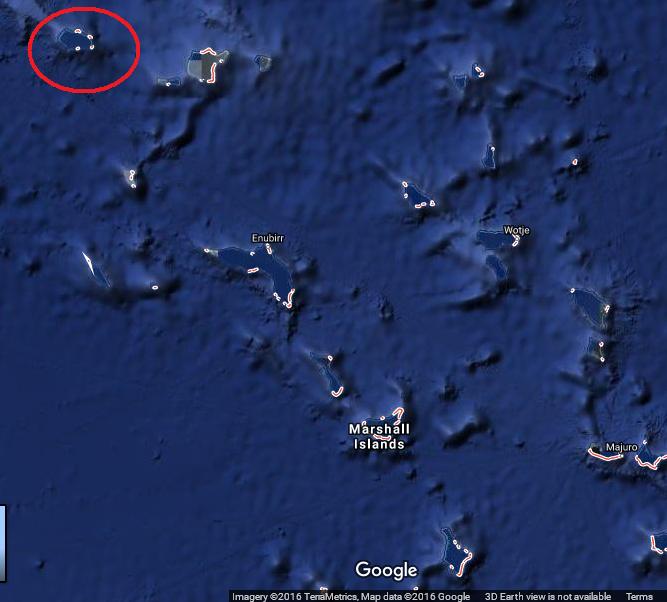 Enubirr
Wotje
Marshall
Islands
Majuro
Google
Imagery ©2016 TerraMetrics, Map data ©2016 Google 3D Earth view is not available Terms